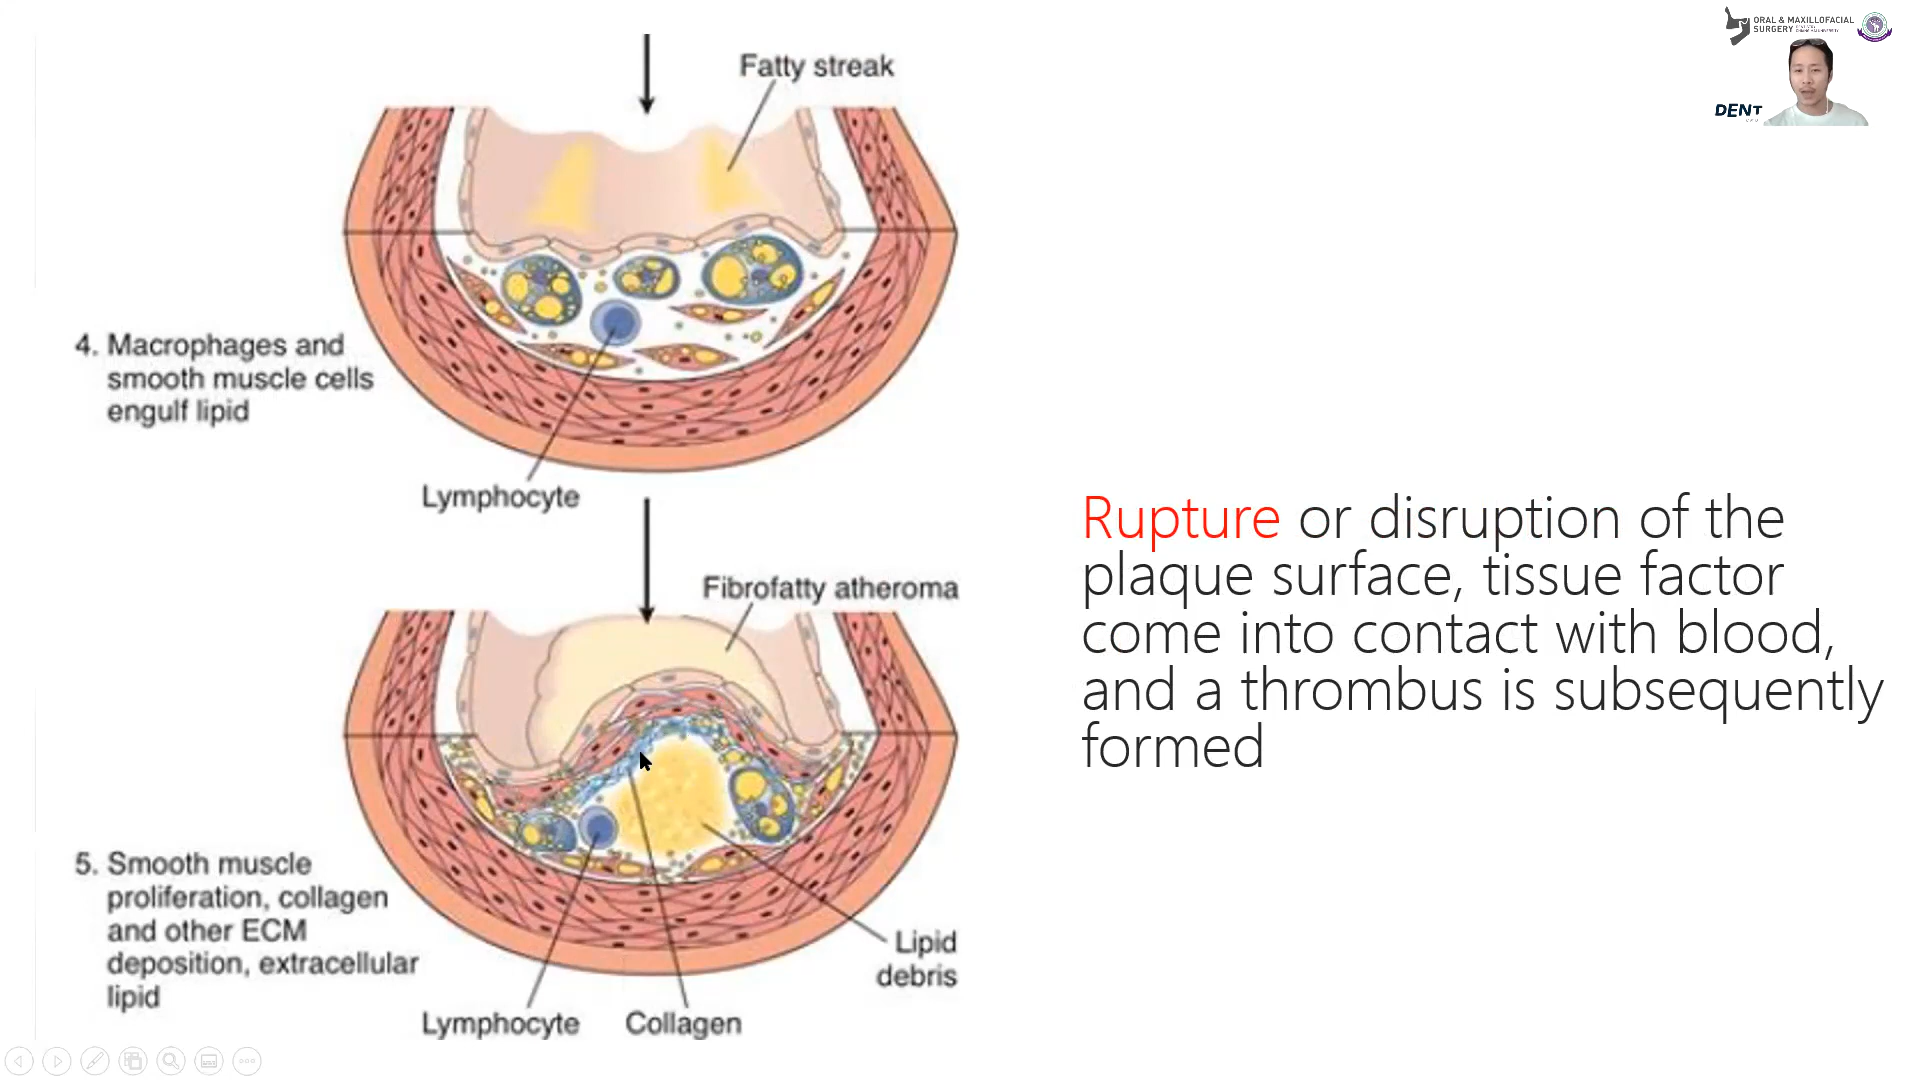 ORAL & MAXILLOFACIAL
SURGERY
DENT
Fatty streak
4. Macrophages and
smooth muscle cells
engulf lipid
Lymphocyte
Fibrofatty atheroma
5. Smooth muscle
proliferation, collagen
and other ECM
deposition, extracellular
lipid
Lipid
debris
Lymphocyte
Collagen
Rupture or disruption of the
plaque surface, tissue factor
come into contact with blood,
and a thrombus is subsequently
formed